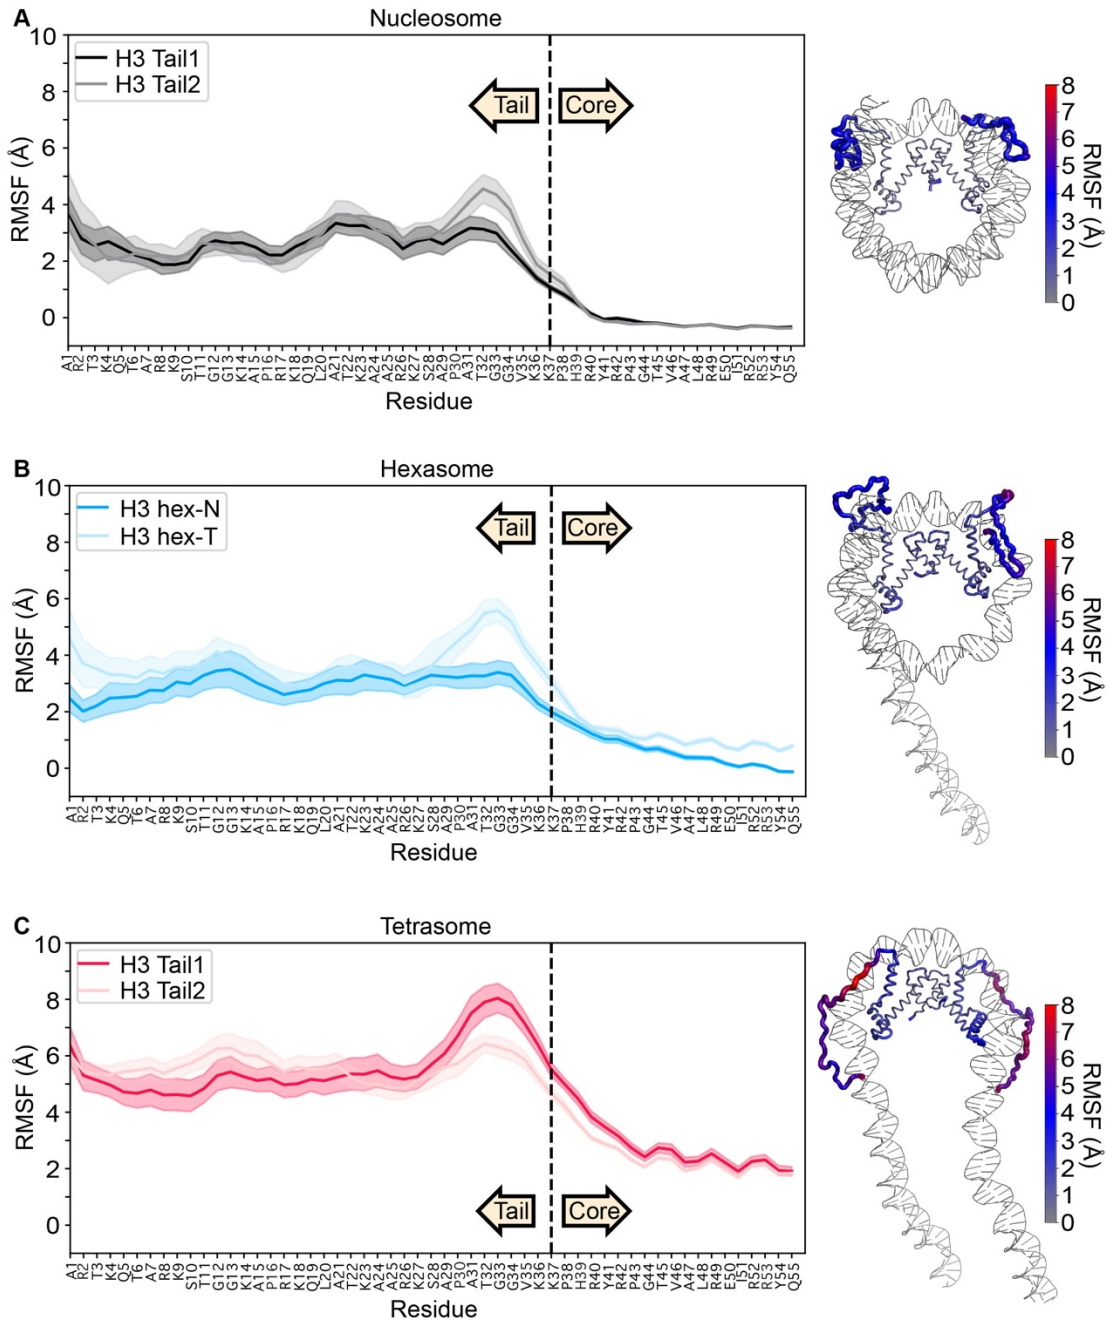 A
Nucleosome
H3 Tail1
H3 Tail2
Tail
Core
10
8
6
4
2
0
RMSF (Å)
A1 R2 T3 K4 Q5 T6 A7 R8 K9 S10 T11 G12 G13 K14 A15 P16 R17 K18 Q19 L20 A21 T22 K23 A24 A25 R26 K27 S28 A29 P30 A31 T32 G33 G34 V35 K36 K37 P38 H39 R40 Y41 R42 P43 G44 T45 V46 A47 L48 R49 E50 I51 R52 R53 Y54 Q55
Residue
8
7
6
5
4
3
2
1
0
RMSF (Å)
B
Hexasome
H3 hex-N
H3 hex-T
Tail
Core
10
8
6
4
2
0
RMSF (Å)
A1 R2 T3 K4 Q5 T6 A7 R8 K9 S10 T11 G12 G13 K14 A15 P16 R17 K18 Q19 L20 A21 T22 K23 A24 A25 R26 K27 S28 A29 P30 A31 T32 G33 G34 V35 K36 K37 P38 H39 R40 Y41 R42 P43 G44 T45 V46 A47 L48 R49 E50 I51 R52 R53 Y54 Q55
Residue
8
7
6
5
4
3
2
1
0
RMSF (Å)
C
Tetrasome
H3 Tail1
H3 Tail2
Tail
Core
10
8
6
4
2
0
RMSF (Å)
A1 R2 T3 K4 Q5 T6 A7 R8 K9 S10 T11 G12 G13 K14 A15 P16 R17 K18 Q19 L20 A21 T22 K23 A24 A25 R26 K27 S28 A29 P30 A31 T32 G33 G34 V35 K36 K37 P38 H39 R40 Y41 R42 P43 G44 T45 V46 A47 L48 R49 E50 I51 R52 R53 Y54 Q55
Residue
8
7
6
5
4
3
2
1
0
RMSF (Å)